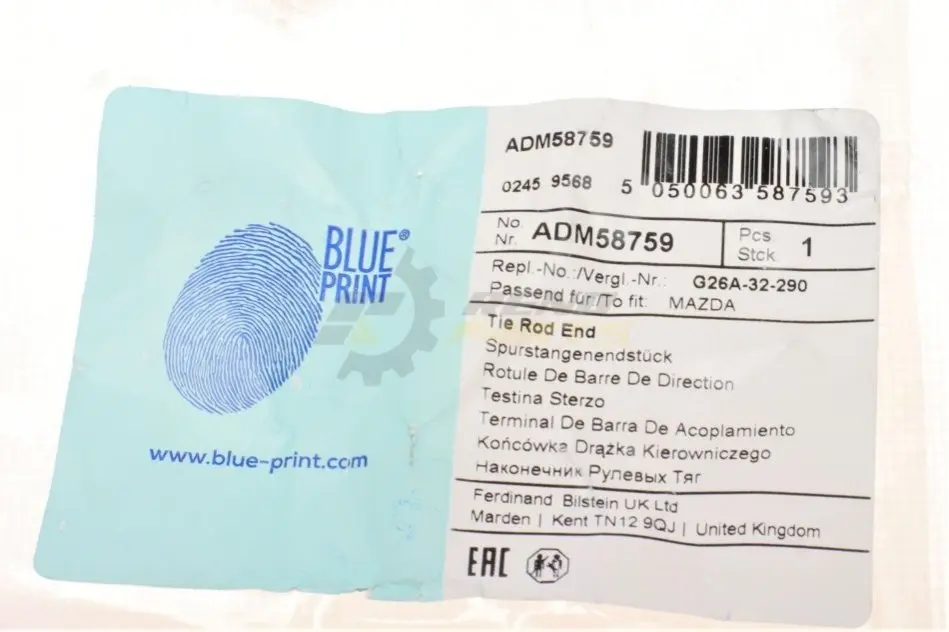 BLUE®
PRINT
www.blue-print.com
ADM58759
0245 9568
5 050063 587593
No.
Nr. ADM58759
Pcs.
Stck. 1
Repl.-No.:/Vergl.-Nr.: G26A-32-290
Passend für:/To fit: MAZDA
Tie Rod End
Spurstangenendstück
Rotule De Barre De Direction
Testina Sterzo
Terminal De Barra De Acoplamiento
Końcówka Drążka Kierowniczego
Наконечник Рулевых Тяг
Ferdinand Bilstein UK Ltd
Marden | Kent TN12 9QJ | United Kingdom
EAC